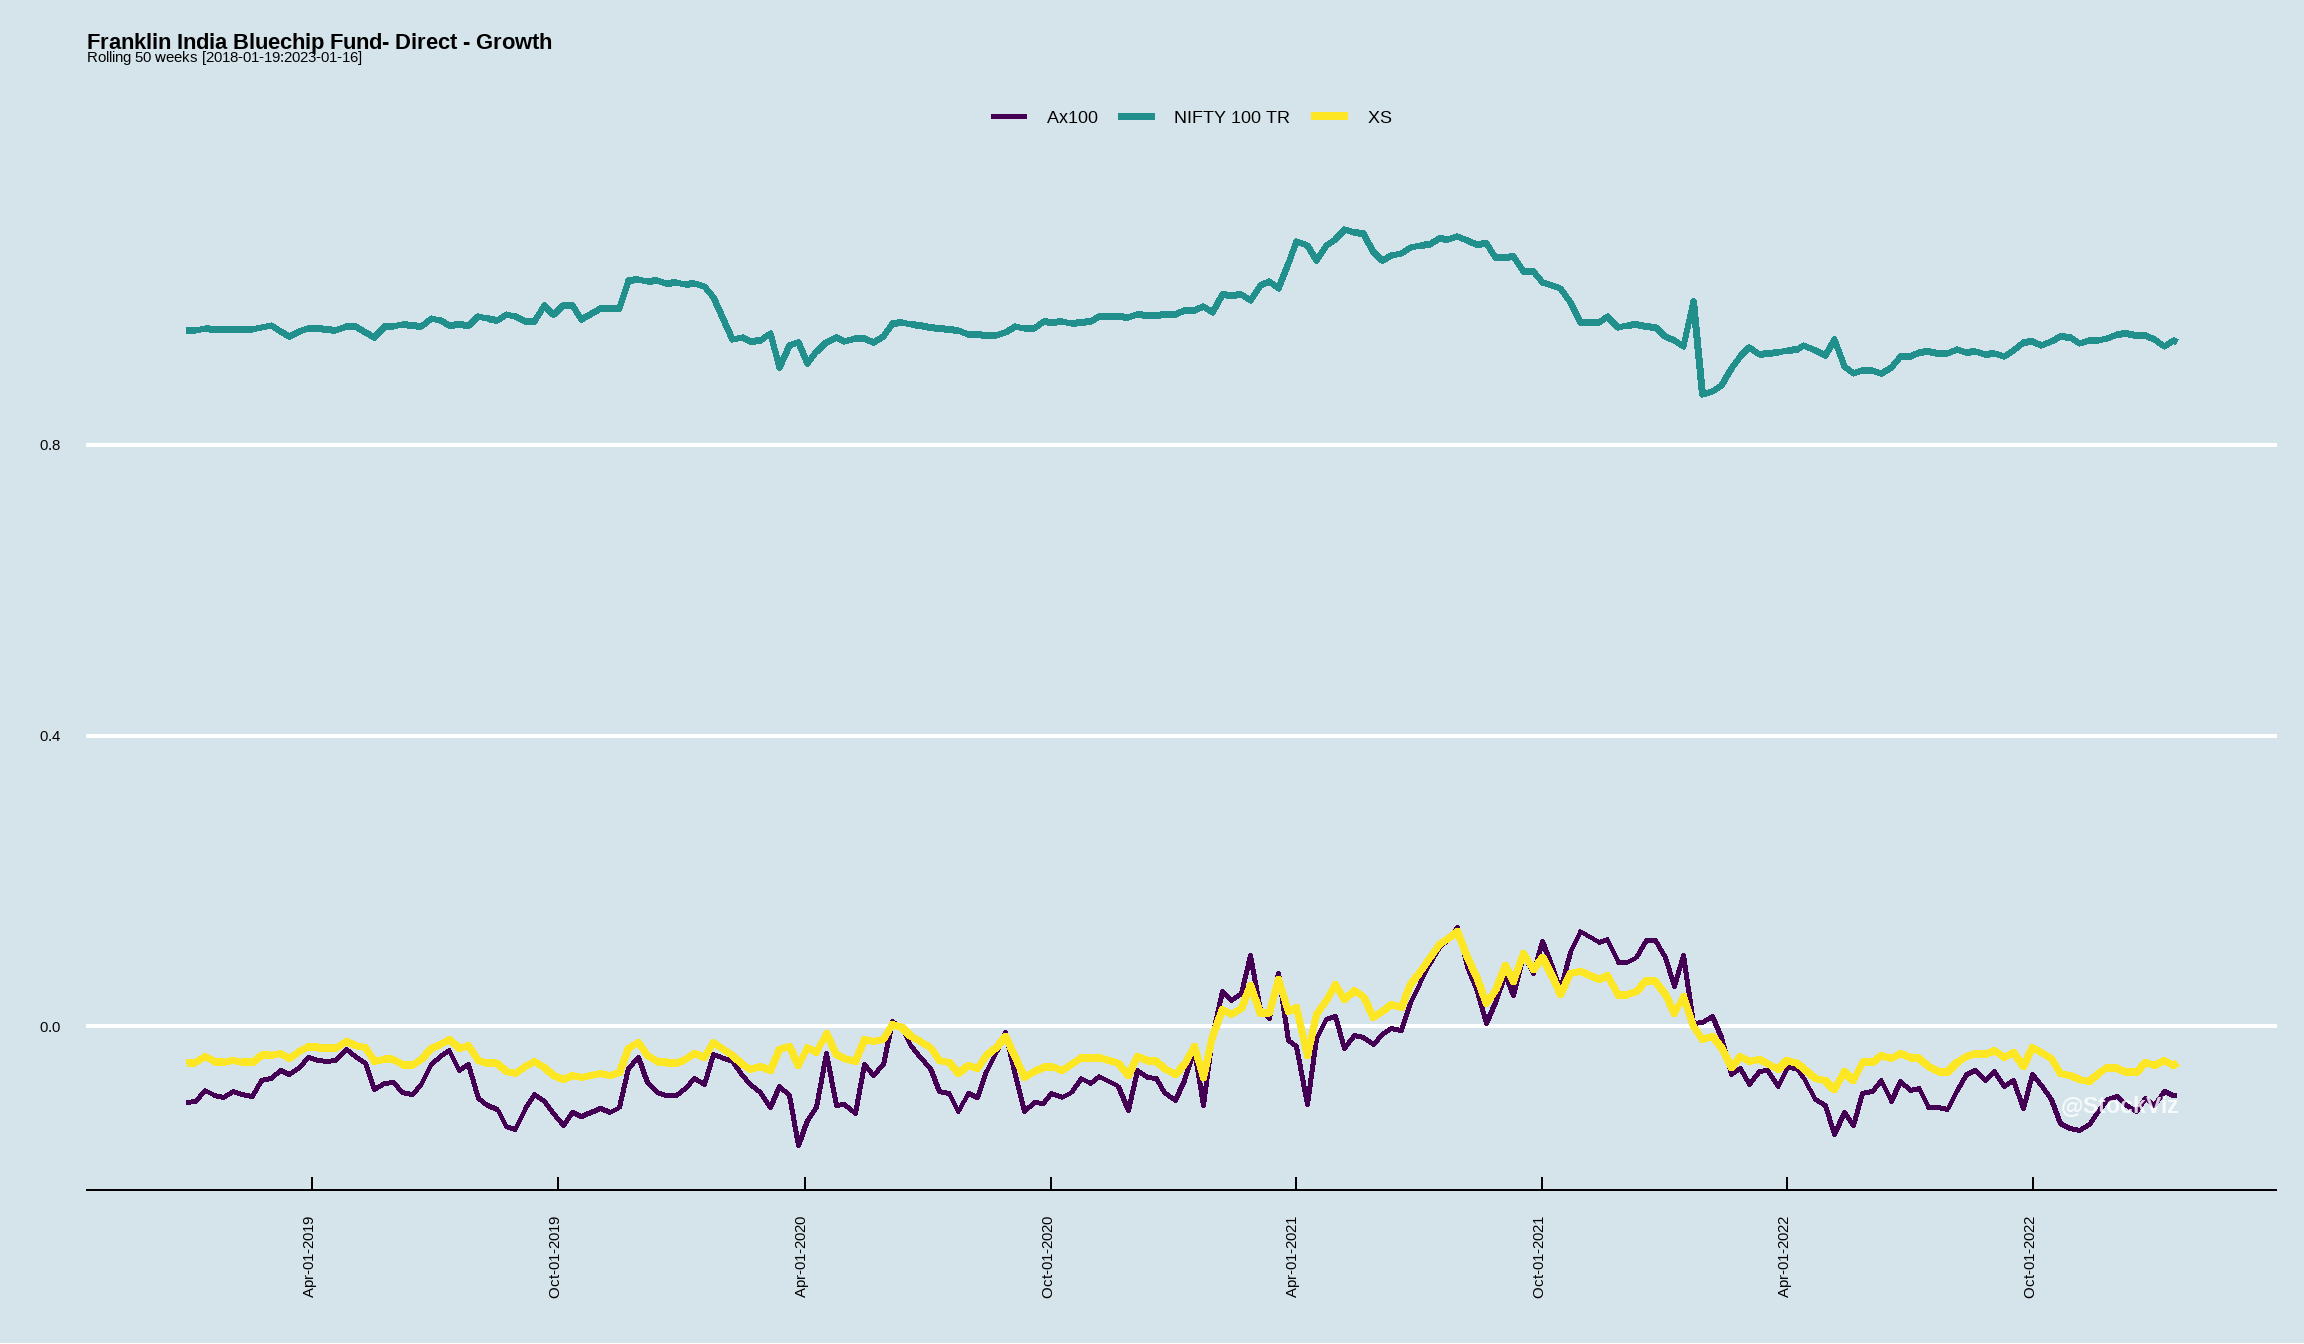 Franklin India Bluechip Fund- Direct - Growth
Rolling 50 weeks [2018-01-19:2023-01-16]
Ax100 NIFTY 100 TR XS
0.8
0.4
0.0
@StockViz
Apr-01-2019 Oct-01-2019 Apr-01-2020 Oct-01-2020 Apr-01-2021 Oct-01-2021 Apr-01-2022 Oct-01-2022